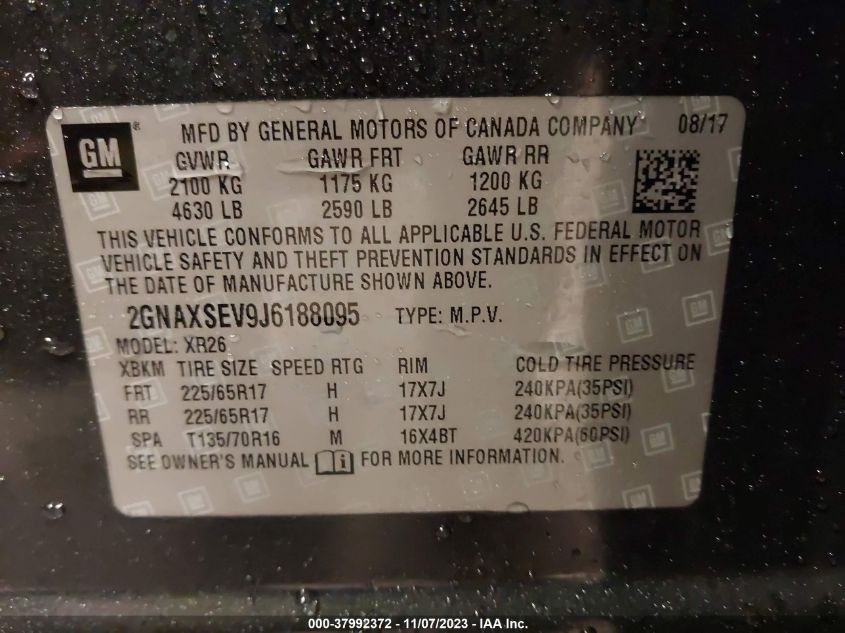 GM ® MFD BY GENERAL MOTORS OF CANADA COMPANY 08/17
GVWR GAWR FRT GAWR RR
2100 KG 1175 KG 1200 KG
4630 LB 2590 LB 2645 LB
THIS VEHICLE CONFORMS TO ALL APPLICABLE U.S. FEDERAL MOTOR
VEHICLE SAFETY AND THEFT PREVENTION STANDARDS IN EFFECT ON
THE DATE OF MANUFACTURE SHOWN ABOVE.
2GNAXSEV9J6188095 TYPE: M.P.V.
MODEL: XR26
XBKM TIRE SIZE SPEED RTG RIM COLD TIRE PRESSURE
FRT 225/65R17 H 17X7J 240KPA(35PSI)
RR 225/65R17 H 17X7J 240KPA(35PSI)
SPA T135/70R16 M 16X4BT 420KPA(60PSI)
SEE OWNER'S MANUAL i FOR MORE INFORMATION.
000-37992372 - 11/07/2023 - IAA Inc.